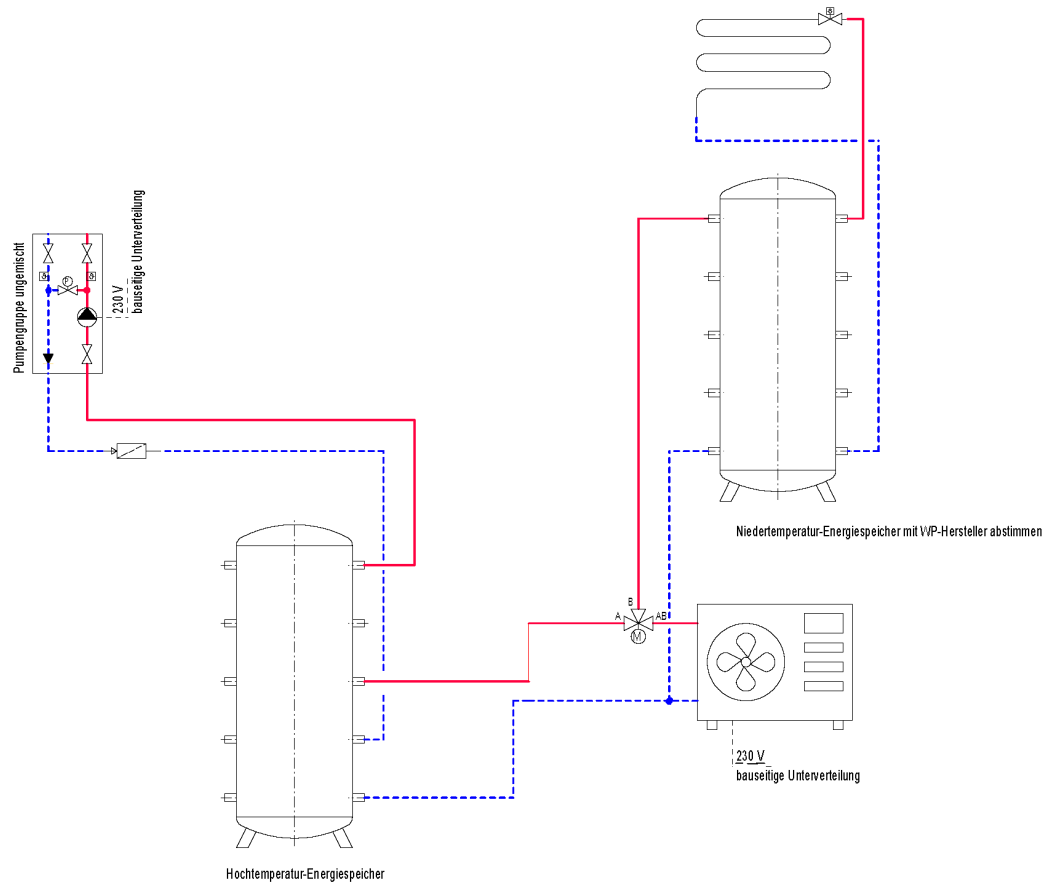 Pumpengruppe ungemischt
230 V
bauseitige Unterverteilung
P
Niedertemperatur-Energiespeicher mit WP-Hersteller abstimmen
B
A
AB
M
230 V
bauseitige Unterverteilung
Hochtemperatur-Energiespeicher